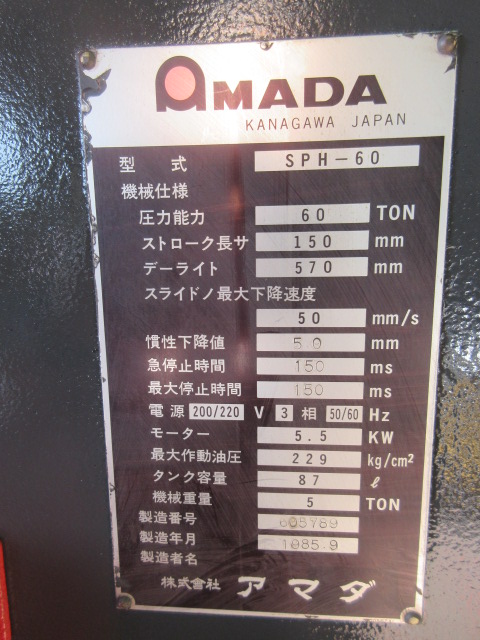 AMADA
KANAGAWA JAPAN
型式 SPH-60
機械仕様
圧力能力 60 TON
ストローク長サ 150 mm
デーライト 570 mm
スライドノ最大下降速度
50 mm/s
慣性下降値 5.0 mm
急停止時間 150 ms
最大停止時間 150 ms
電源 200/220 V 3 相 50/60 Hz
モーター 5.5 KW
最大作動油圧 229 kg/cm²
タンク容量 87 ℓ
機械重量 5 TON
製造番号
製造年月 1985.9
製造者名
株式会社 アマダ